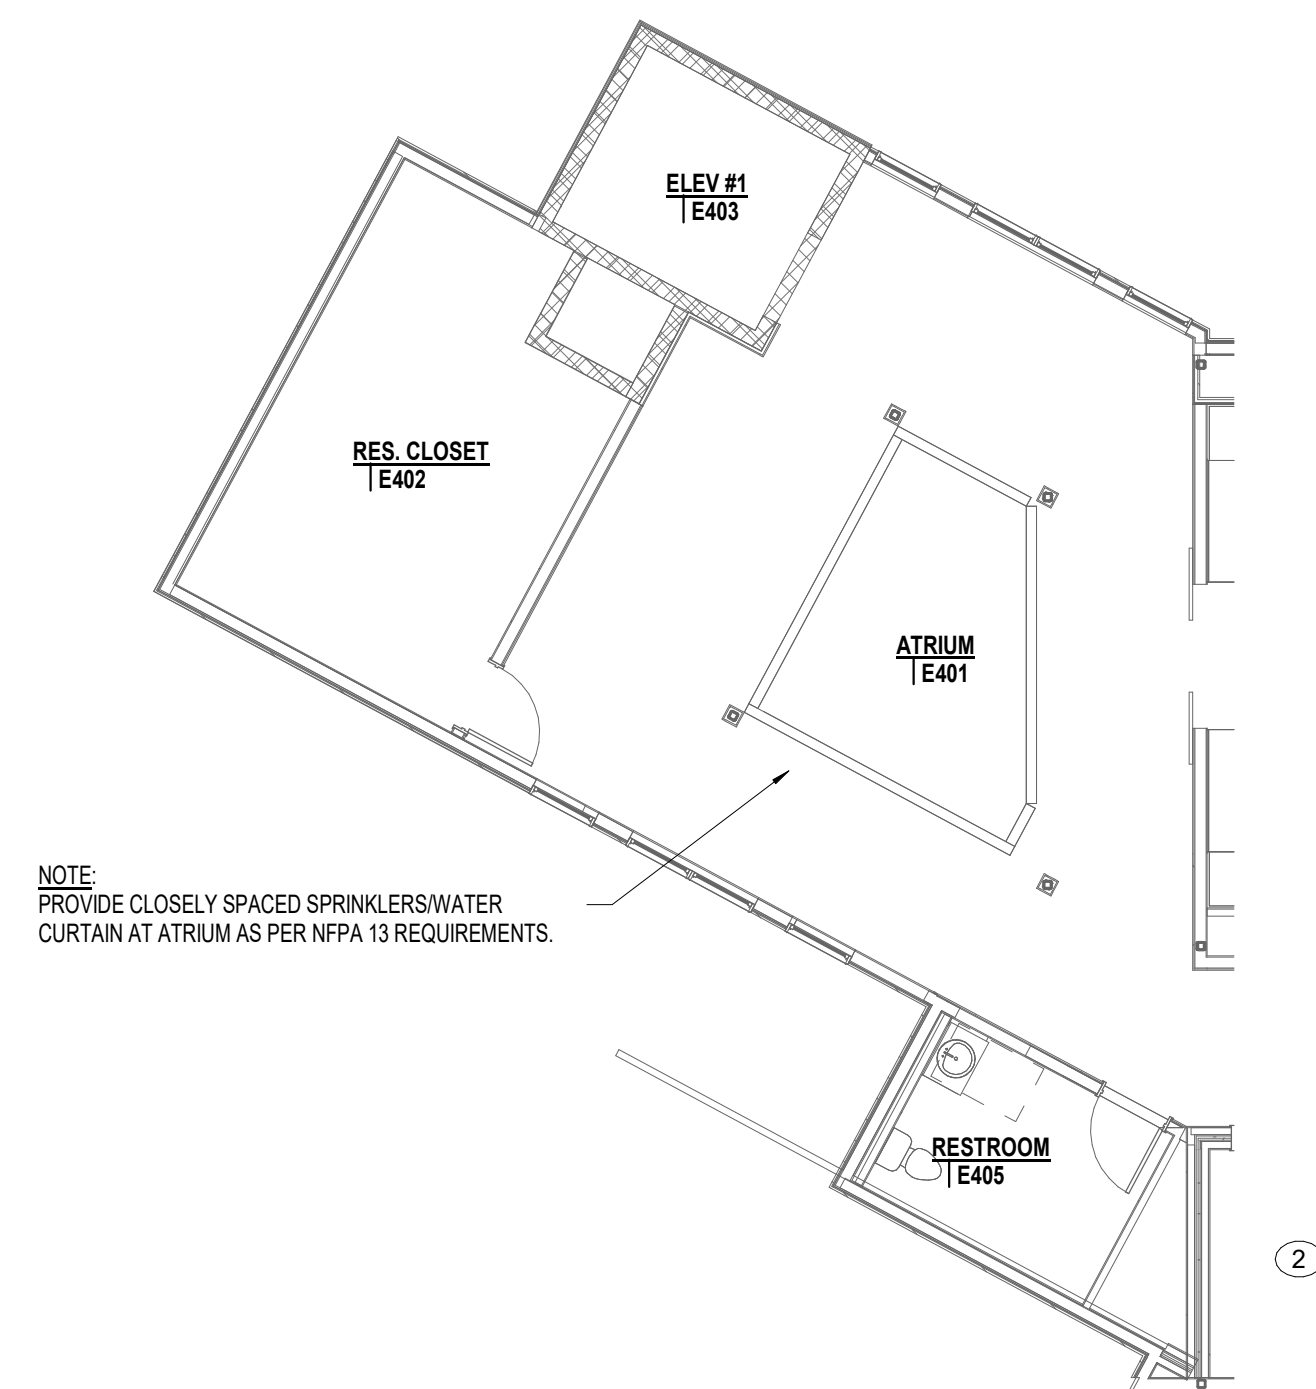 ELEV #1
E403
RES. CLOSET
E402
ATRIUM
E401
NOTE:
PROVIDE CLOSELY SPACED SPRINKLERS/WATER
CURTAIN AT ATRIUM AS PER NFPA 13 REQUIREMENTS.
RESTROOM
E405
2